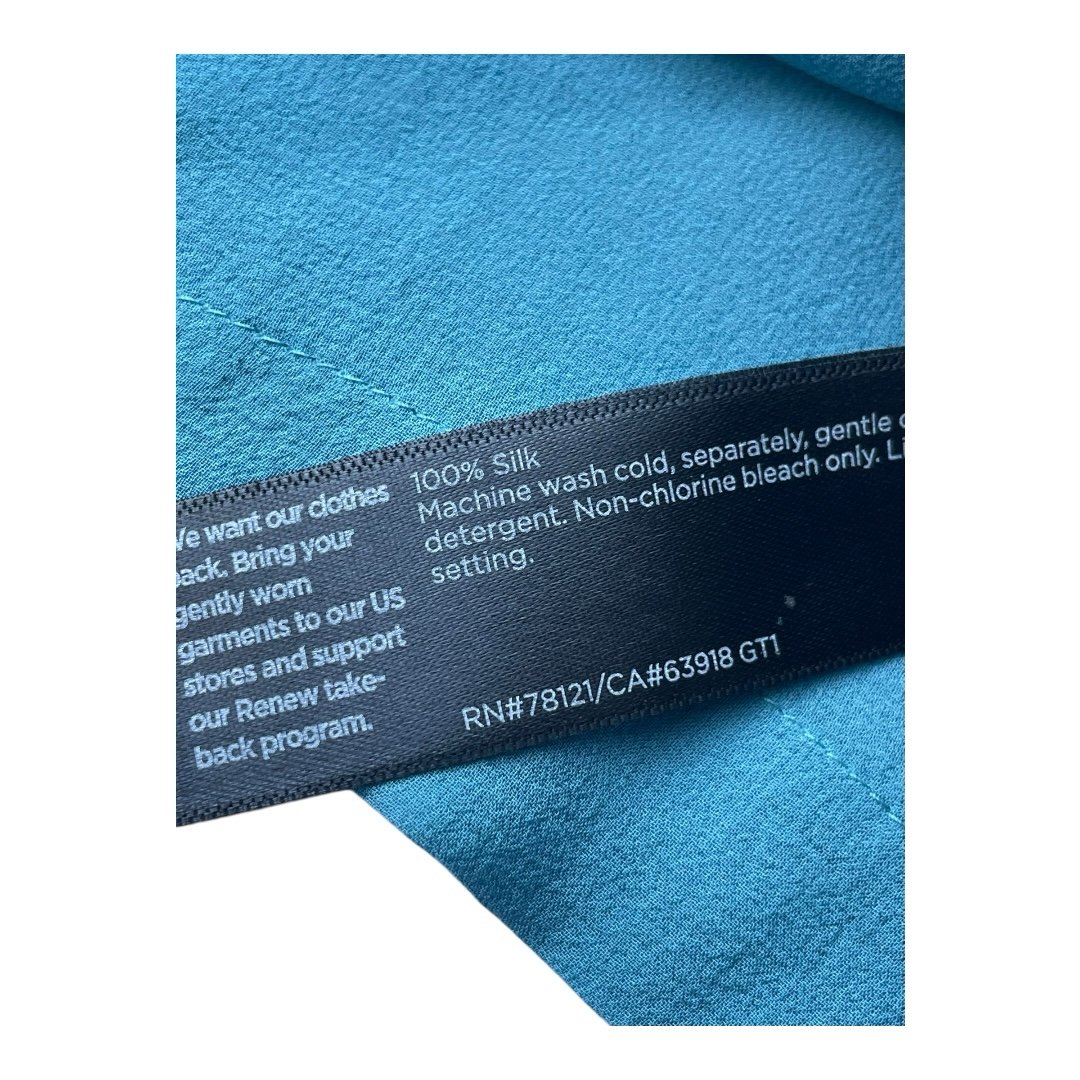 We want our clothes
back. Bring your
gently worn
garments to our US
stores and support
our Renew take-
back program.
100% Silk
Machine wash cold, separately, gentle
detergent. Non-chlorine bleach only.
setting.
RN#78121/CA#63918 GT1